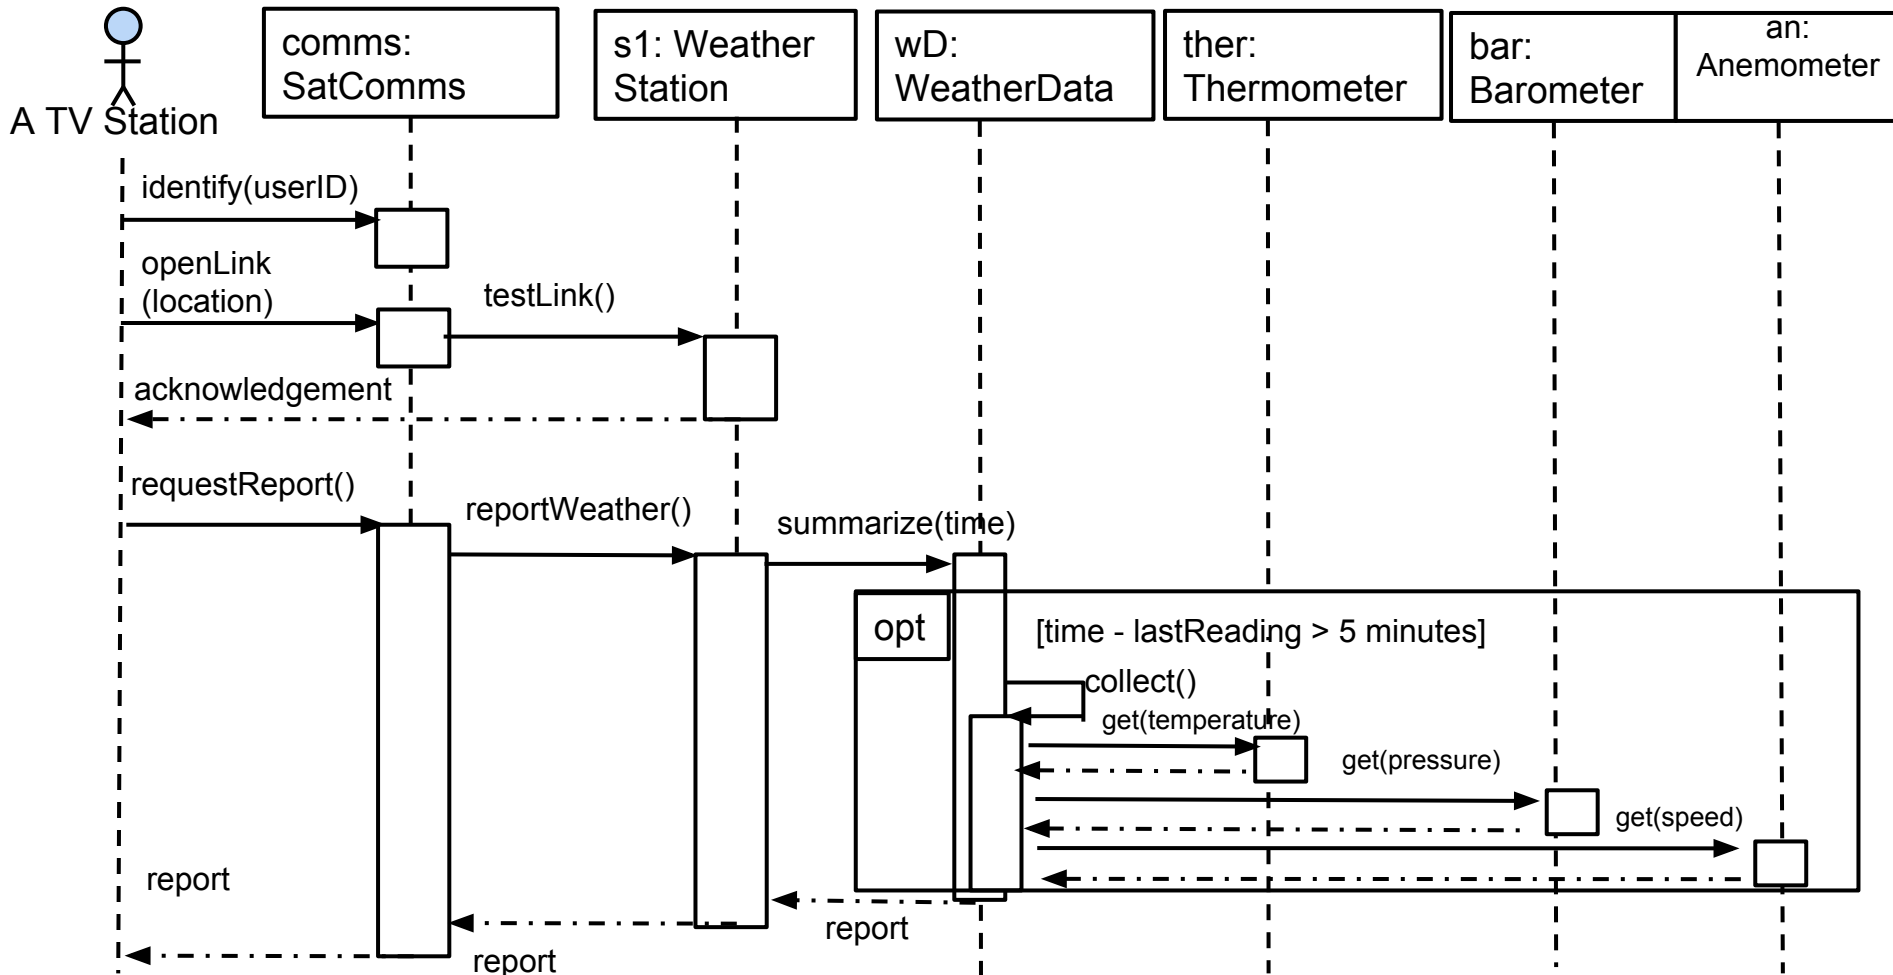 A TV Station
comms:
SatComms
s1: Weather
Station
wD:
WeatherData
ther:
Thermometer
bar:
Barometer
an:
Anemometer
identify(userID)
openLink
(location)
testLink()
acknowledgement
requestReport()
reportWeather()
summarize(time)
opt
[time - lastReading > 5 minutes]
collect()
get(temperature)
get(pressure)
get(speed)
report
report
report